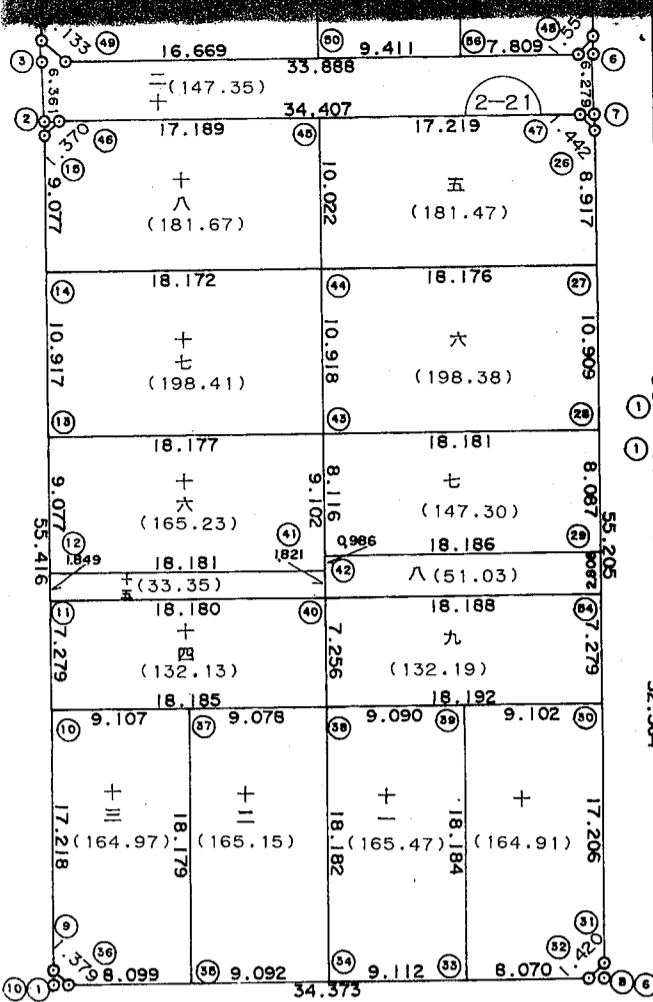 .133 49 16.669 50 9.411 56 7.809 .55 48
3 33.888 6
6.361 二十 (147.35) 6.279
34.407 2-21
2 17.189 45 17.219 7
.370 46 47 .442
15 26
9.077 十八 10.022 五 8.917
(181.67) (181.47)
14 18.172 44 18.176 27
10.917 十七 10.918 六 10.909
(198.41) (198.38)
13 18.177 43 18.181 28
1
1
9.077 十六 9.102 8.116 七 8.087
(165.23) (147.30)
55.416 12 41 0.986 29 55.205
1.849 18.181 1.821 18.186
十五 (33.35) 42 八 (51.03)
11 18.180 40 18.188 54
7.279 十四 7.256 九 7.279
(132.13) (132.19)
18.185 18.192
10 9.107 37 9.078 38 9.090 39 9.102 30
十三 十二 十一 十
17.218 (164.97) 18.179 (165.15) 18.182 (165.47) 18.184 (164.91) 17.206
9 31
.379 36 34 33 32 .420
10 1 8.099 35 9.092 9.112 8.070 8 6
34.373